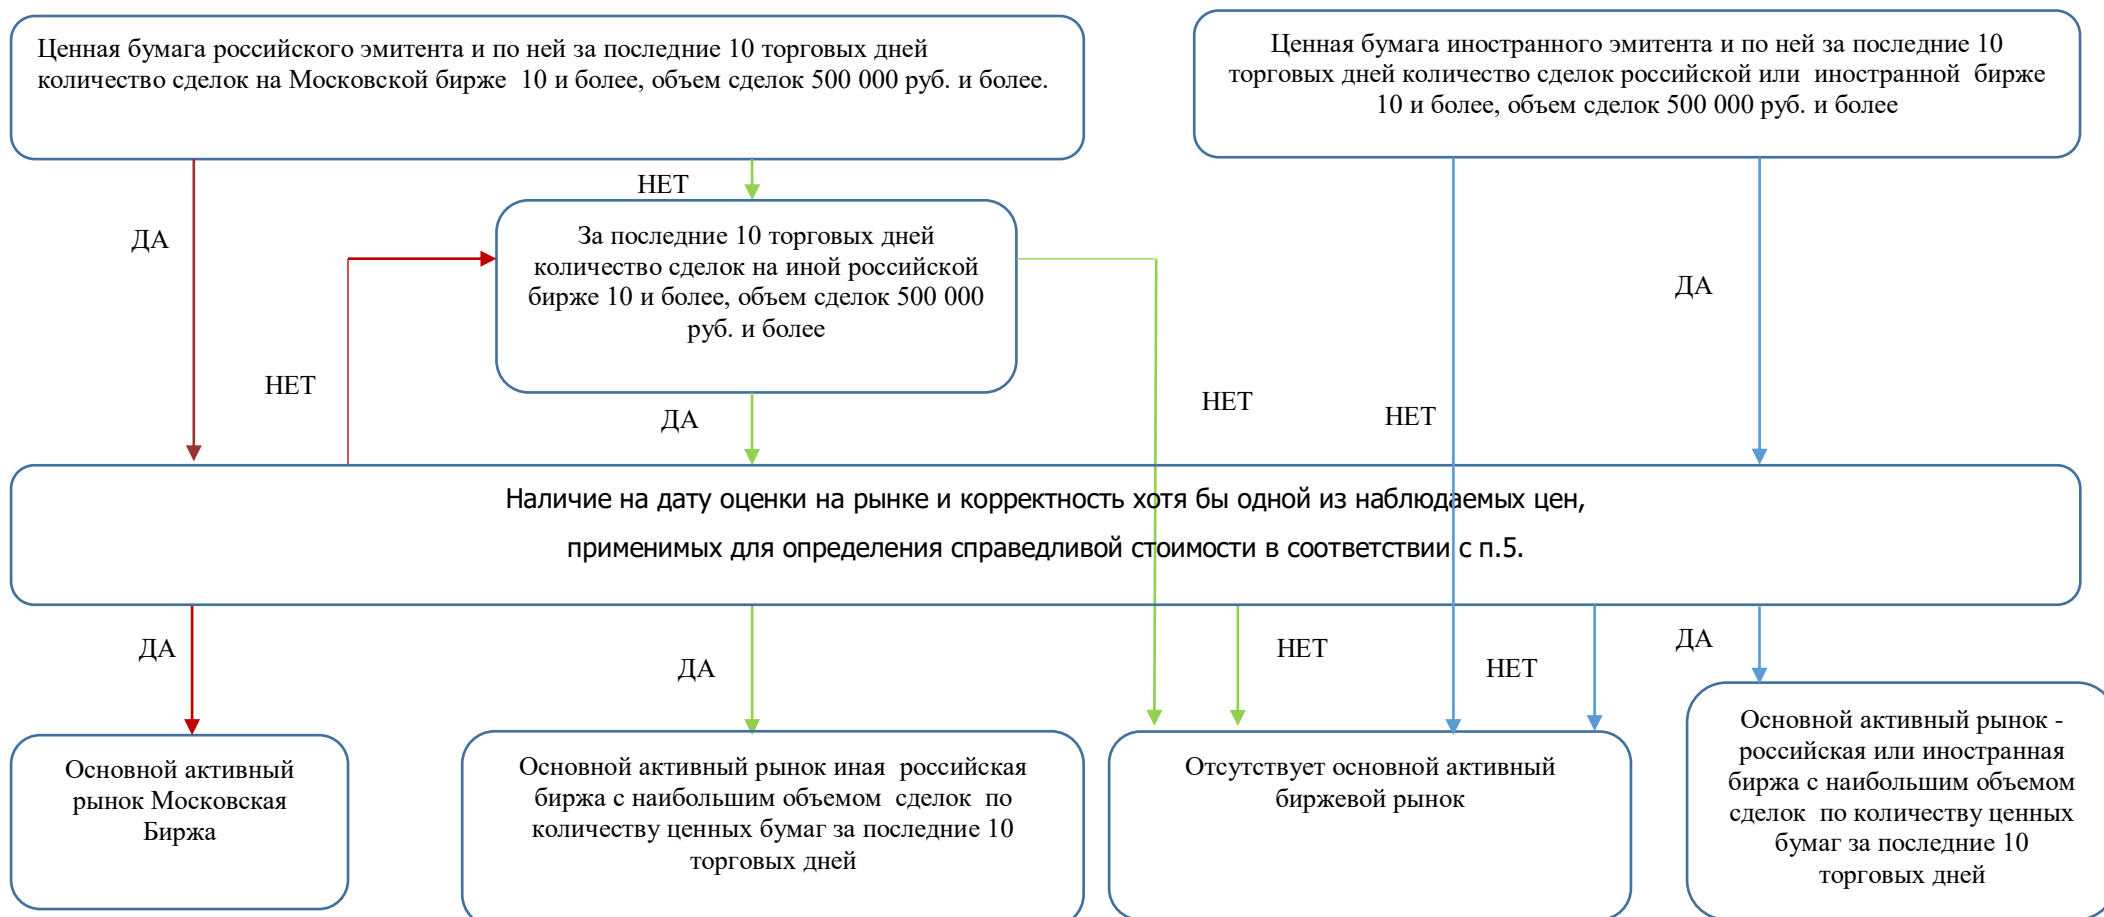 Ценная бумага российского эмитента и по ней за последние 10 торговых дней
количество сделок на Московской бирже 10 и более, объем сделок 500 000 руб. и более.
Ценная бумага иностранного эмитента и по ней за последние 10
торговых дней количество сделок российской или иностранной бирже
10 и более, объем сделок 500 000 руб. и более
НЕТ
ДА
За последние 10 торговых дней
количество сделок на иной российской
бирже 10 и более, объем сделок 500 000
руб. и более
ДА
НЕТ
НЕТ
НЕТ
ДА
Наличие на дату оценки на рынке и корректность хотя бы одной из наблюдаемых цен,
применимых для определения справедливой стоимости в соответствии с п.5.
ДА
ДА
НЕТ
НЕТ
ДА
Основной активный
рынок Московская
Биржа
Основной активный рынок иная российская
биржа с наибольшим объемом сделок по
количеству ценных бумаг за последние 10
торговых дней
Отсутствует основной активный
биржевой рынок
Основной активный рынок -
российская или иностранная
биржа с наибольшим объемом
сделок по количеству ценных
бумаг за последние 10
торговых дней